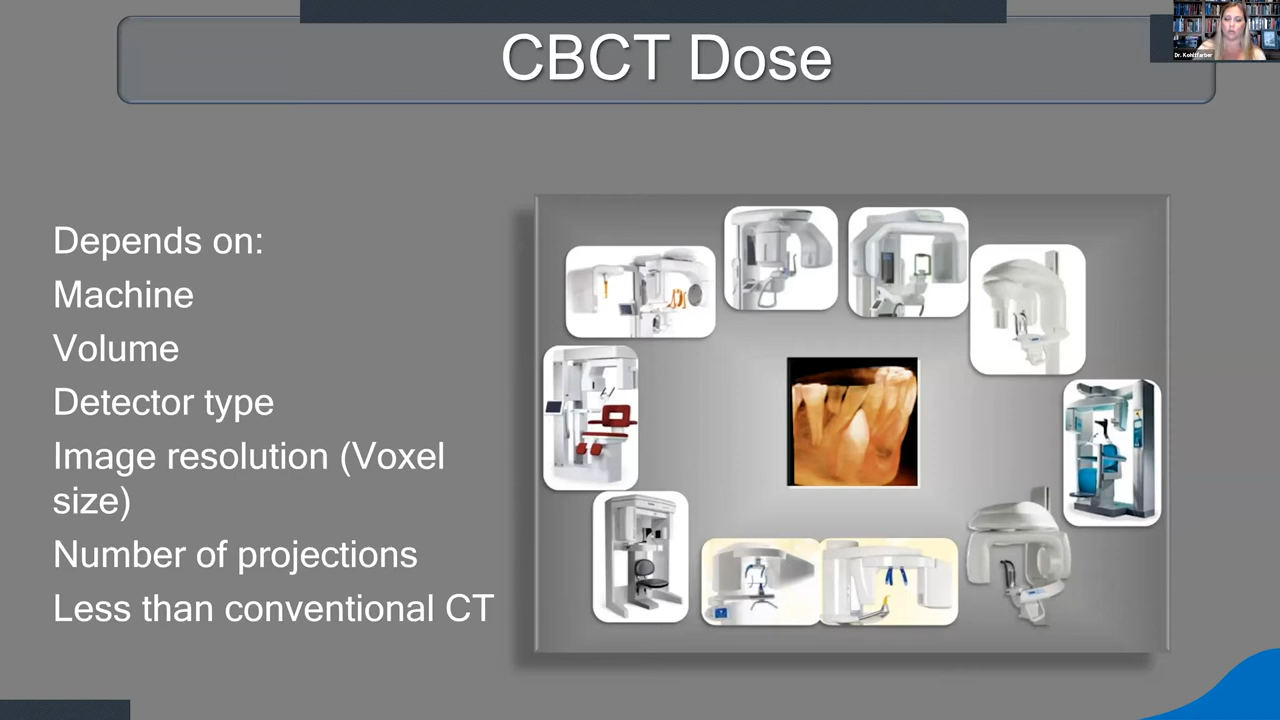 CBCT Dose
Dr. Kohltfarber
Depends on:
Machine
Volume
Detector type
Image resolution (Voxel
size)
Number of projections
Less than conventional CT